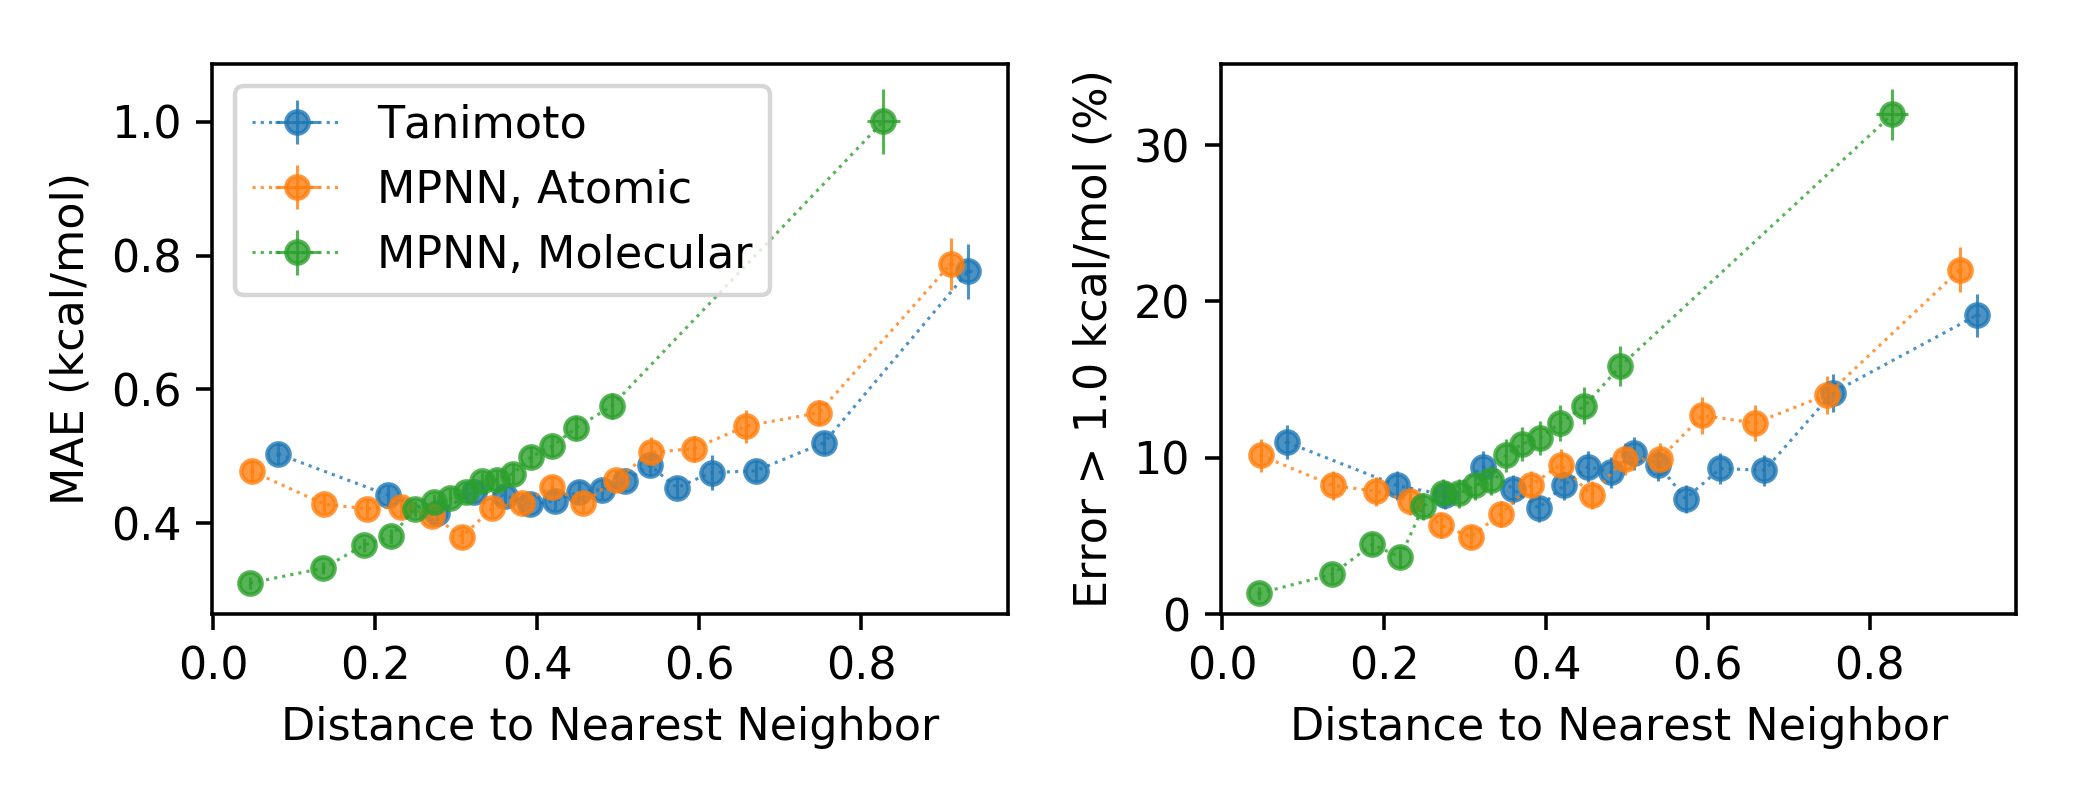 MAE (kcal/mol)
1.0
0.8
0.6
0.4
Tanimoto
MPNN, Atomic
MPNN, Molecular
0.0 0.2 0.4 0.6 0.8
Distance to Nearest Neighbor
Error > 1.0 kcal/mol (%)
30
20
10
0
0.0 0.2 0.4 0.6 0.8
Distance to Nearest Neighbor